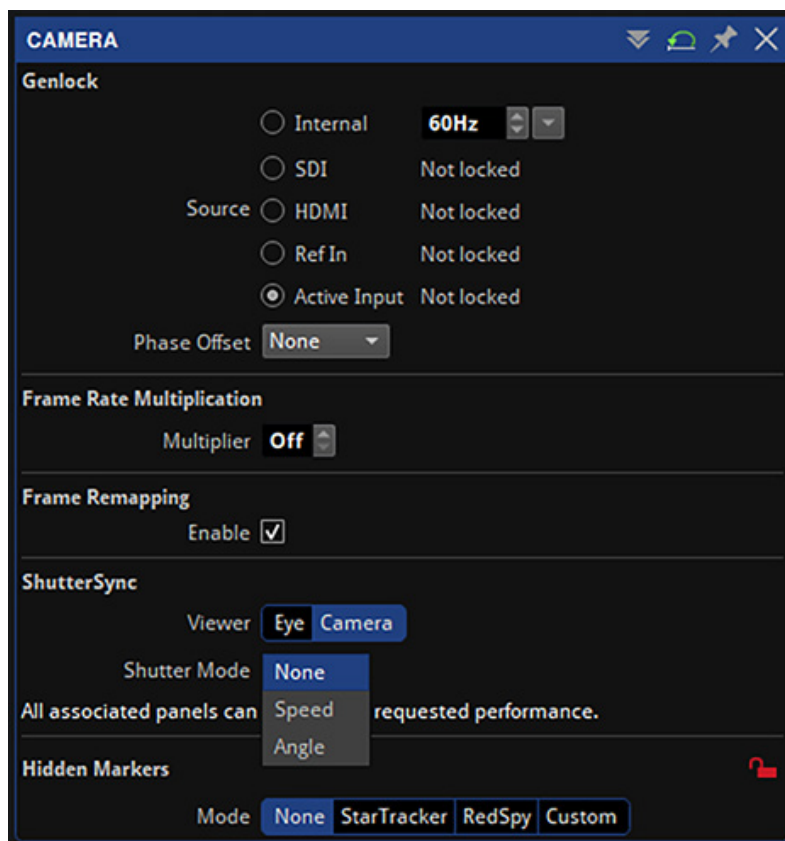 CAMERA
Genlock
Internal 60Hz
SDI Not locked
Source HDMI Not locked
Ref In Not locked
Active Input Not locked
Phase Offset None
Frame Rate Multiplication
Multiplier Off
Frame Remapping
Enable
ShutterSync
Viewer Eye Camera
Shutter Mode None
All associated panels can Speed requested performance.
Angle
Hidden Markers
Mode None StarTracker RedSpy Custom